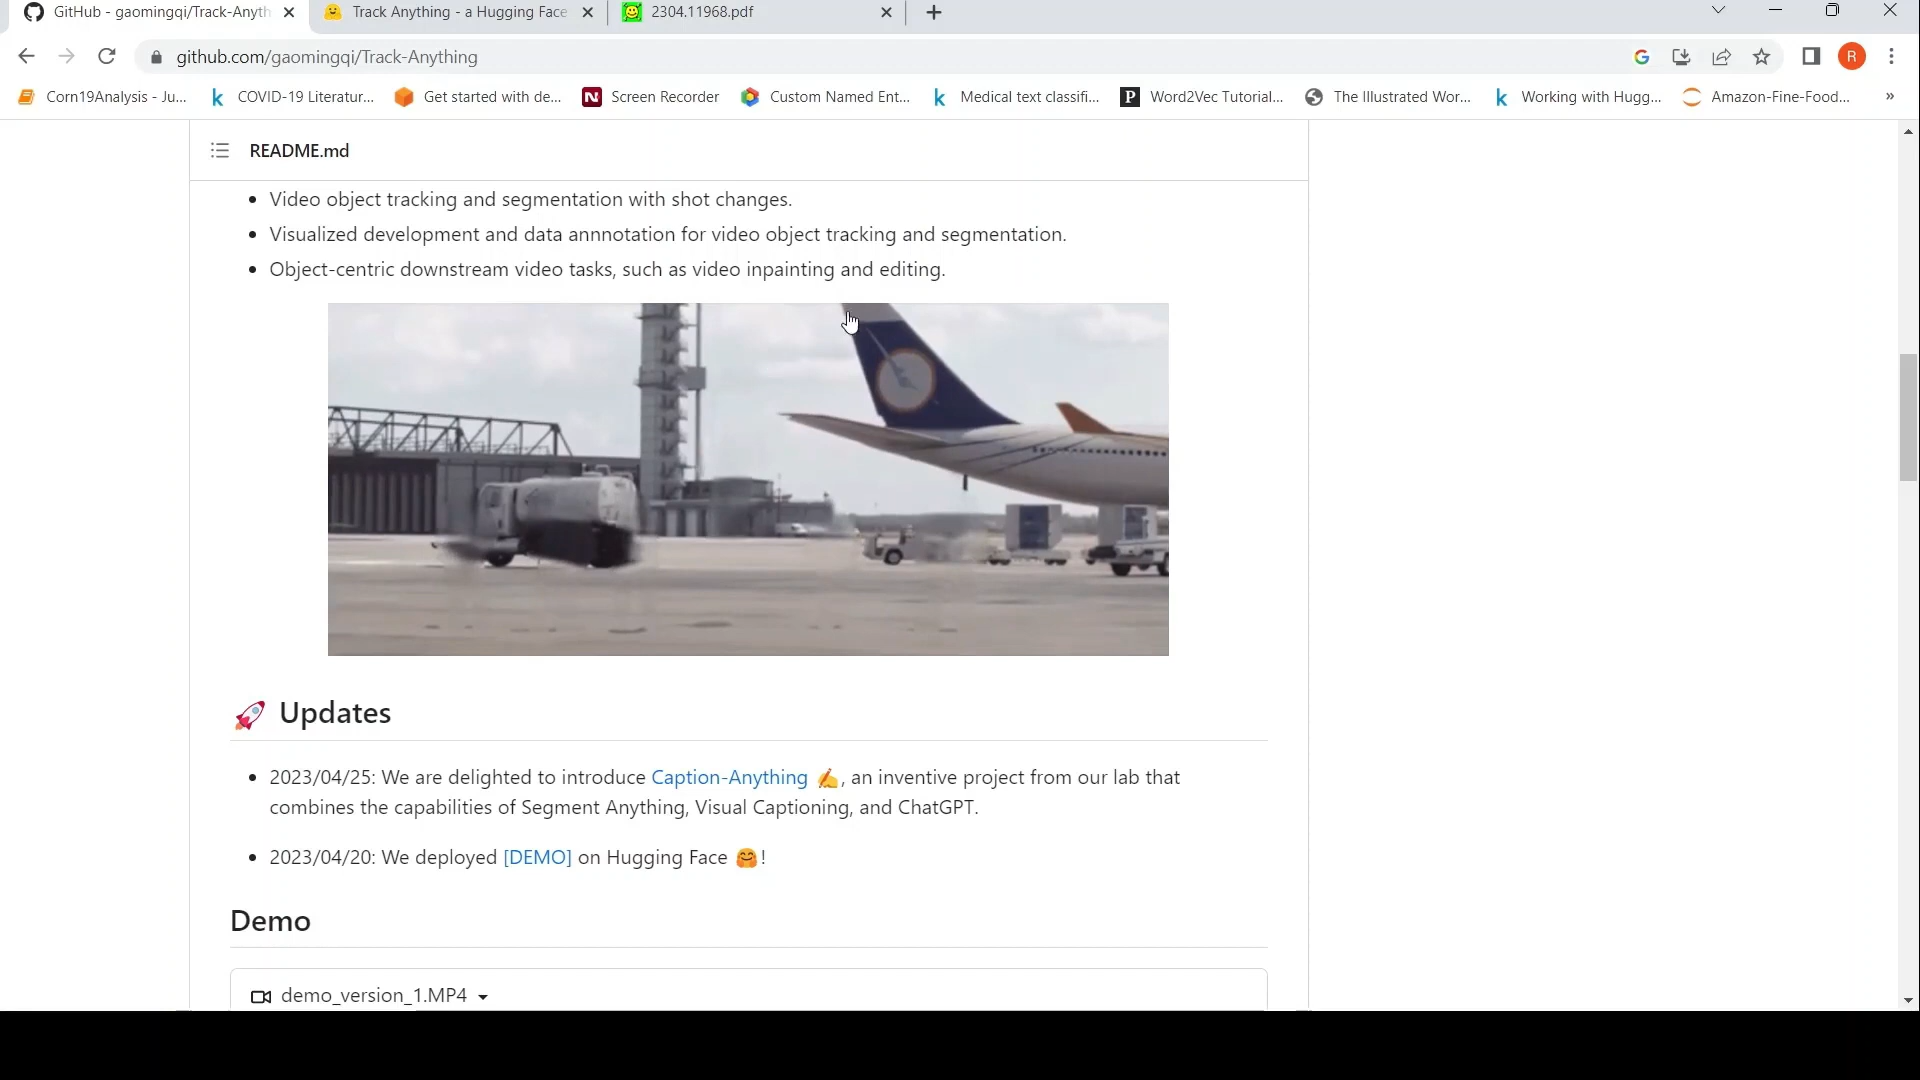 GitHub - gaomingqi/Track-Anyth
Track Anything - a Hugging Face
2304.11968.pdf
github.com/gaomingqi/Track-Anything
R
Corn19Analysis - Ju...
COVID-19 Literatur...
Get started with de...
N Screen Recorder
Custom Named Ent...
Medical text classifi...
P Word2Vec Tutorial...
The Illustrated Wor...
Working with Hugg...
Amazon-Fine-Food...
»
README.md
• Video object tracking and segmentation with shot changes.
• Visualized development and data annnotation for video object tracking and segmentation.
• Object-centric downstream video tasks, such as video inpainting and editing.
🚀 Updates
• 2023/04/25: We are delighted to introduce Caption-Anything ✍️, an inventive project from our lab that
combines the capabilities of Segment Anything, Visual Captioning, and ChatGPT.
• 2023/04/20: We deployed [DEMO] on Hugging Face 🤗!
Demo
demo_version_1.MP4